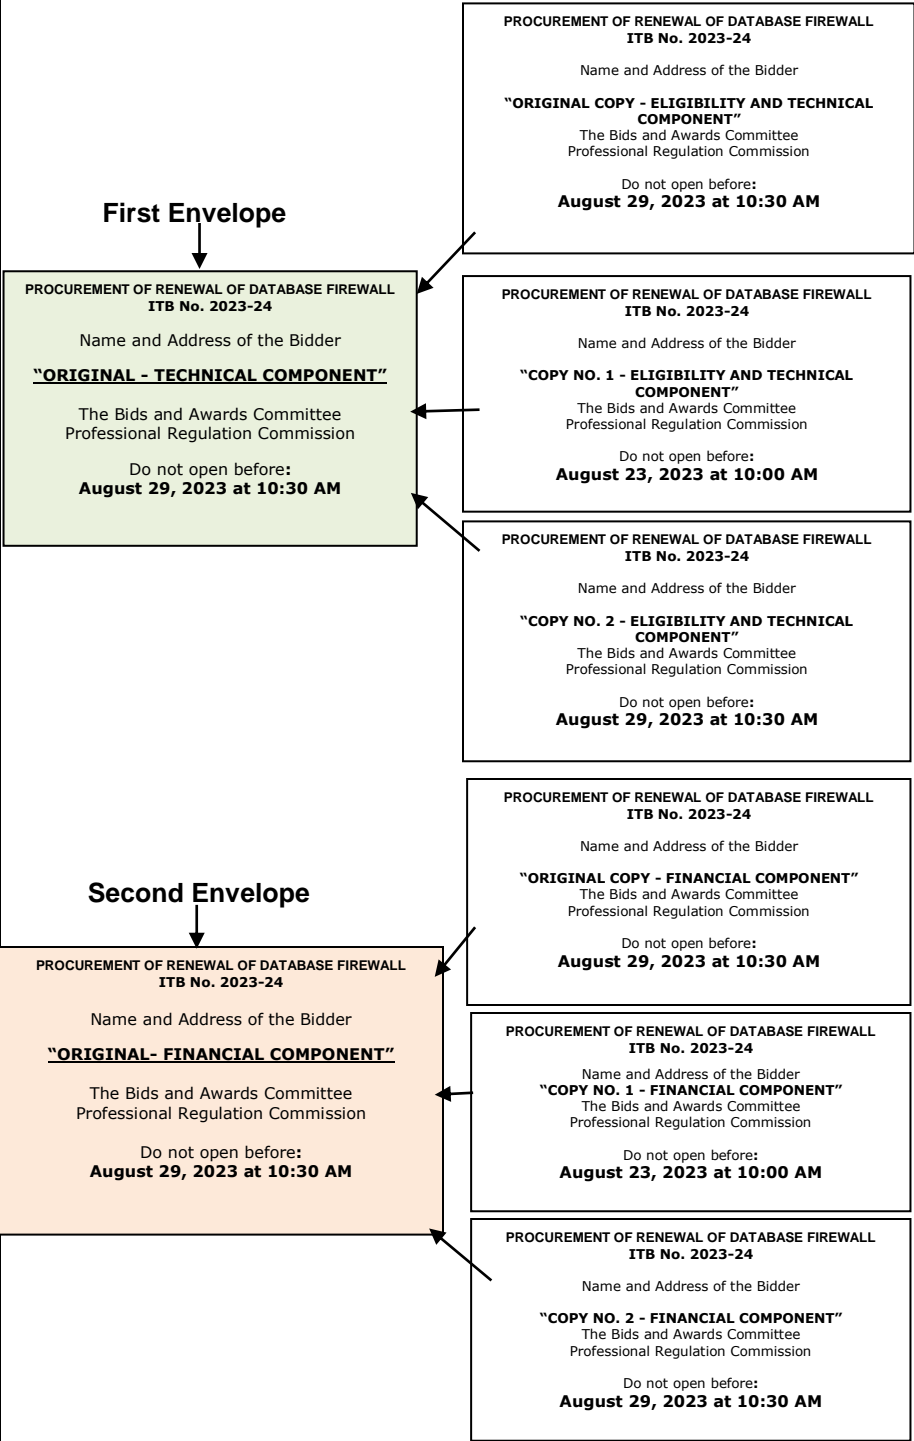 First Envelope
PROCUREMENT OF RENEWAL OF DATABASE FIREWALL
ITB No. 2023-24
Name and Address of the Bidder
“ORIGINAL - TECHNICAL COMPONENT”
The Bids and Awards Committee
Professional Regulation Commission
Do not open before:
August 29, 2023 at 10:30 AM
PROCUREMENT OF RENEWAL OF DATABASE FIREWALL
ITB No. 2023-24
Name and Address of the Bidder
“ORIGINAL COPY - ELIGIBILITY AND TECHNICAL
COMPONENT”
The Bids and Awards Committee
Professional Regulation Commission
Do not open before:
August 29, 2023 at 10:30 AM
PROCUREMENT OF RENEWAL OF DATABASE FIREWALL
ITB No. 2023-24
Name and Address of the Bidder
“COPY NO. 1 - ELIGIBILITY AND TECHNICAL
COMPONENT”
The Bids and Awards Committee
Professional Regulation Commission
Do not open before:
August 23, 2023 at 10:00 AM
PROCUREMENT OF RENEWAL OF DATABASE FIREWALL
ITB No. 2023-24
Name and Address of the Bidder
“COPY NO. 2 - ELIGIBILITY AND TECHNICAL
COMPONENT”
The Bids and Awards Committee
Professional Regulation Commission
Do not open before:
August 29, 2023 at 10:30 AM
Second Envelope
PROCUREMENT OF RENEWAL OF DATABASE FIREWALL
ITB No. 2023-24
Name and Address of the Bidder
“ORIGINAL- FINANCIAL COMPONENT”
The Bids and Awards Committee
Professional Regulation Commission
Do not open before:
August 29, 2023 at 10:30 AM
PROCUREMENT OF RENEWAL OF DATABASE FIREWALL
ITB No. 2023-24
Name and Address of the Bidder
“ORIGINAL COPY - FINANCIAL COMPONENT”
The Bids and Awards Committee
Professional Regulation Commission
Do not open before:
August 29, 2023 at 10:30 AM
PROCUREMENT OF RENEWAL OF DATABASE FIREWALL
ITB No. 2023-24
Name and Address of the Bidder
“COPY NO. 1 - FINANCIAL COMPONENT”
The Bids and Awards Committee
Professional Regulation Commission
Do not open before:
August 23, 2023 at 10:00 AM
PROCUREMENT OF RENEWAL OF DATABASE FIREWALL
ITB No. 2023-24
Name and Address of the Bidder
“COPY NO. 2 - FINANCIAL COMPONENT”
The Bids and Awards Committee
Professional Regulation Commission
Do not open before:
August 29, 2023 at 10:30 AM